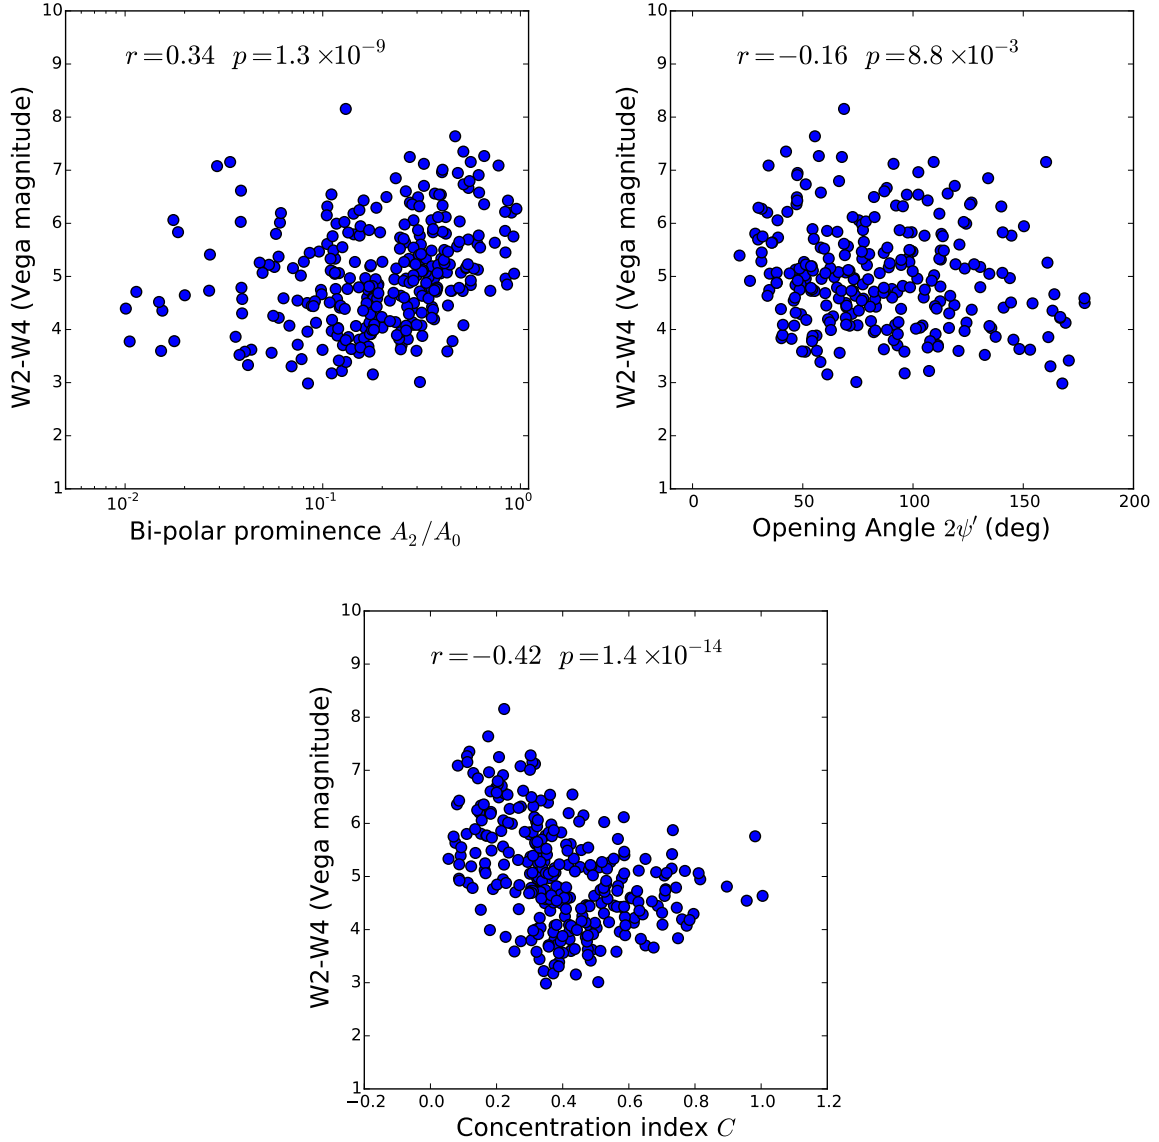 10
9
8
7
6
5
4
3
2
1
W2-W4 (Vega magnitude)
r=0.34 p=1.3×10⁻⁹
10⁻² 10⁻¹ 10⁰
Bi-polar prominence A₂/A₀
10
9
8
7
6
5
4
3
2
1
W2-W4 (Vega magnitude)
r=−0.16 p=8.8×10⁻³
0 50 100 150 200
Opening Angle 2ψ′ (deg)
10
9
8
7
6
5
4
3
2
1
W2-W4 (Vega magnitude)
r=−0.42 p=1.4×10⁻¹⁴
−0.2 0.0 0.2 0.4 0.6 0.8 1.0 1.2
Concentration index C